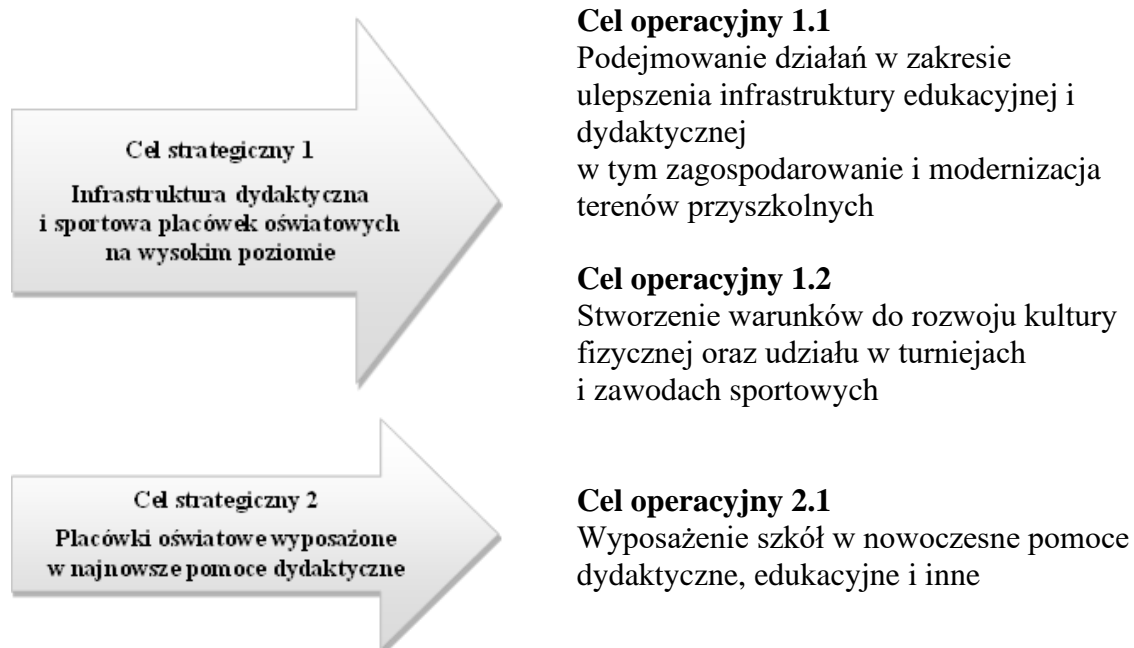 Cel strategiczny 1
Infrastruktura dydaktyczna
i sportowa placówek oświatowych
na wysokim poziomie
Cel operacyjny 1.1
Podejmowanie działań w zakresie
ulepszenia infrastruktury edukacyjnej i
dydaktycznej
w tym zagospodarowanie i modernizacja
terenów przyszkolnych
Cel operacyjny 1.2
Stworzenie warunków do rozwoju kultury
fizycznej oraz udziału w turniejach
i zawodach sportowych
Cel strategiczny 2
Placówki oświatowe wyposażone
w najnowsze pomoce dydaktyczne
Cel operacyjny 2.1
Wyposażenie szkół w nowoczesne pomoce
dydaktyczne, edukacyjne i inne